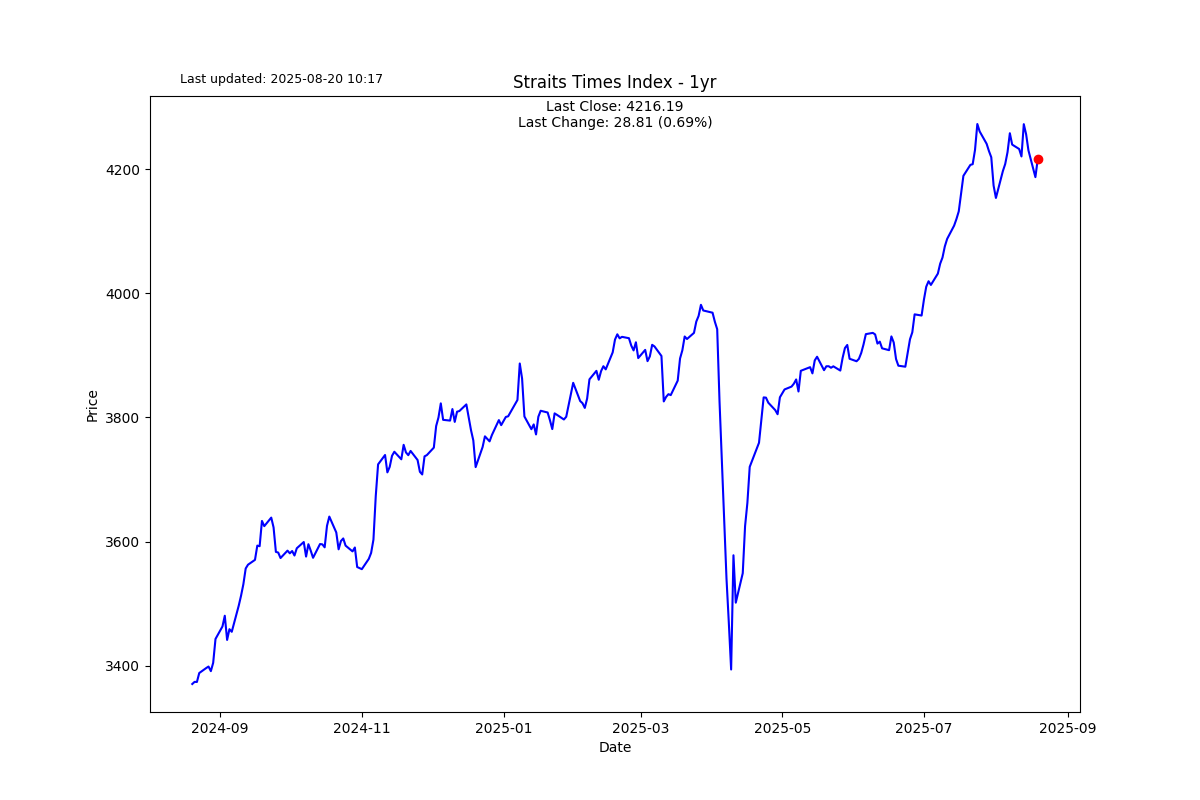 Last updated: 2025-08-20 10:17
Straits Times Index - 1yr
Last Close: 4216.19
Last Change: 28.81 (0.69%)
Price
4200
4000
3800
3600
3400
2024-09 2024-11 2025-01 2025-03 2025-05 2025-07 2025-09
Date